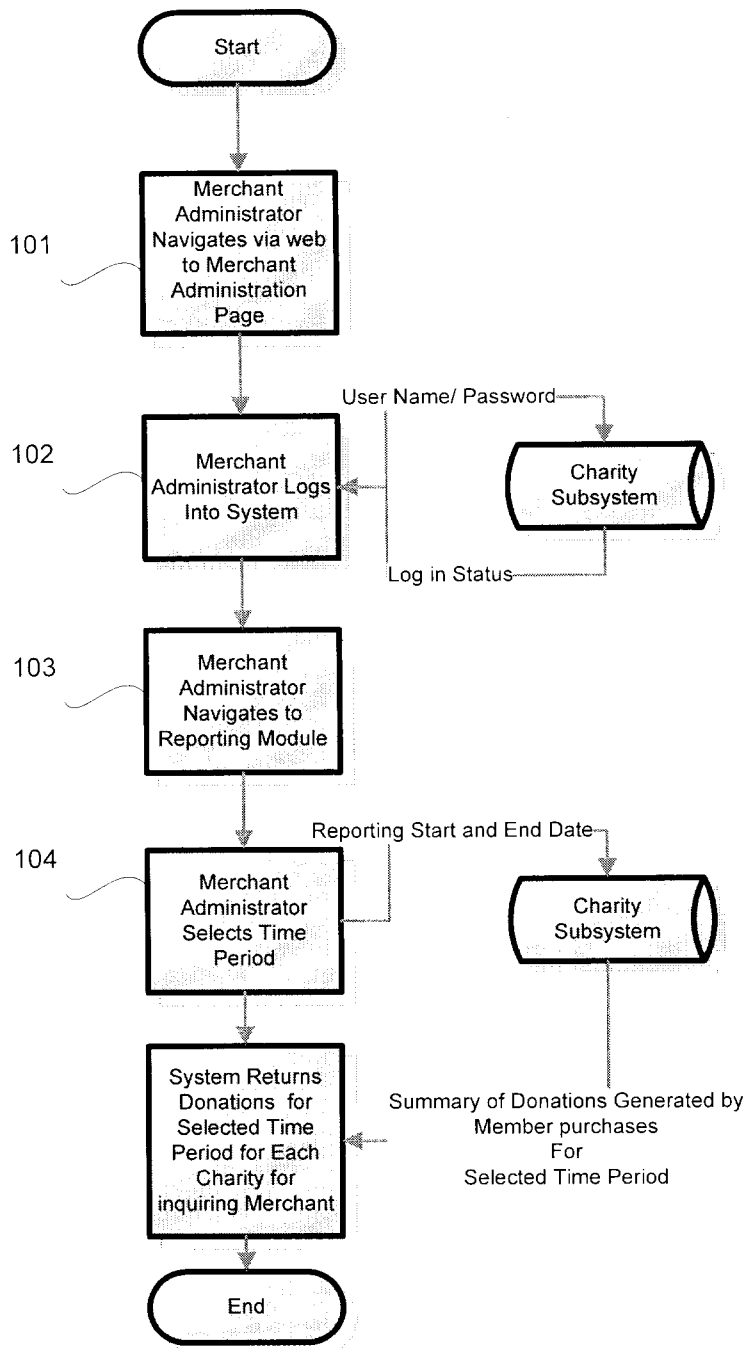 Start
101
Merchant
Administrator
Navigates via web
to Merchant
Administration
Page
102
Merchant
Administrator Logs
Into System
User Name/ Password
Charity
Subsystem
Log in Status
103
Merchant
Administrator
Navigates to
Reporting Module
104
Merchant
Administrator
Selects Time
Period
Reporting Start and End Date
Charity
Subsystem
System Returns
Donations for
Selected Time
Period for Each
Charity for
inquiring Merchant
Summary of Donations Generated by
Member purchases
For
Selected Time Period
End